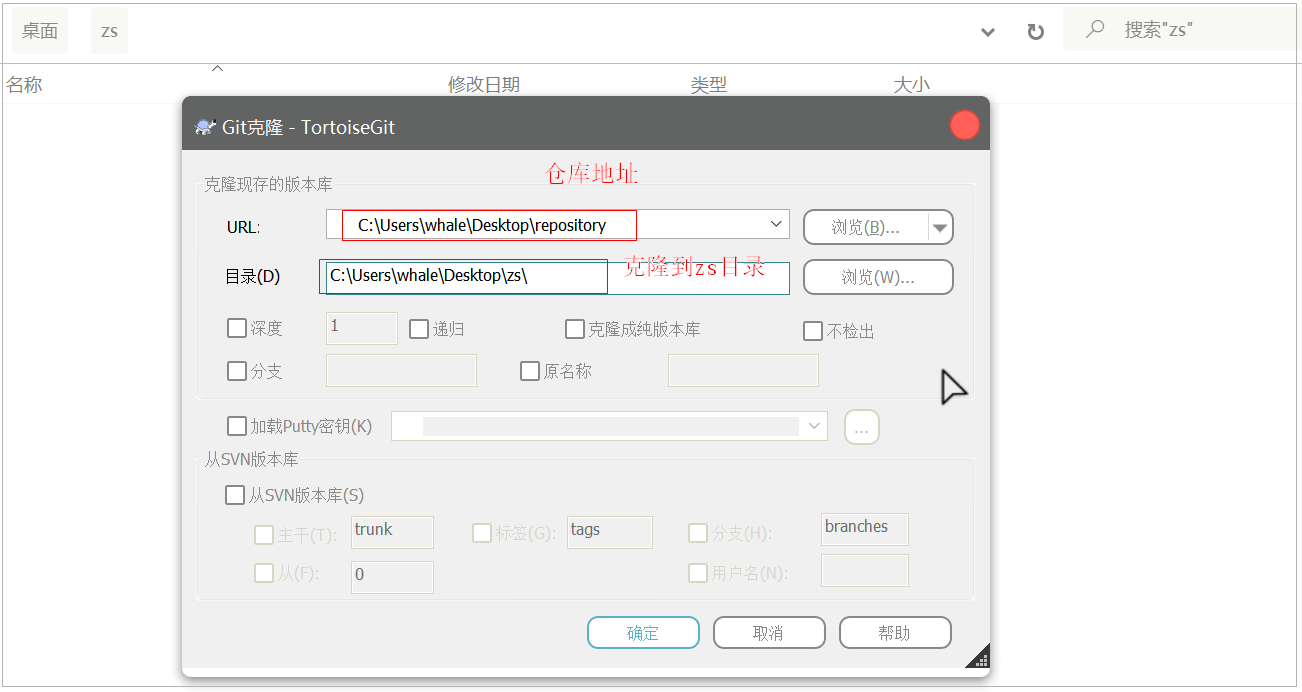 桌面 zs 搜索"zs"
名称 修改日期 类型 大小
Git克隆 - TortoiseGit
仓库地址
克隆现存的版本库
URL: C:\Users\whale\Desktop\repository 浏览(B)...
克隆到zs目录
目录(D) C:\Users\whale\Desktop\zs\ 浏览(W)...
深度 1 递归 克隆成纯版本库 不检出
分支 原名称
加载Putty密钥(K) ...
从SVN版本库
从SVN版本库(S)
主干(T): trunk 标签(G): tags 分支(H): branches
从(F): 0 用户名(N):
确定 取消 帮助